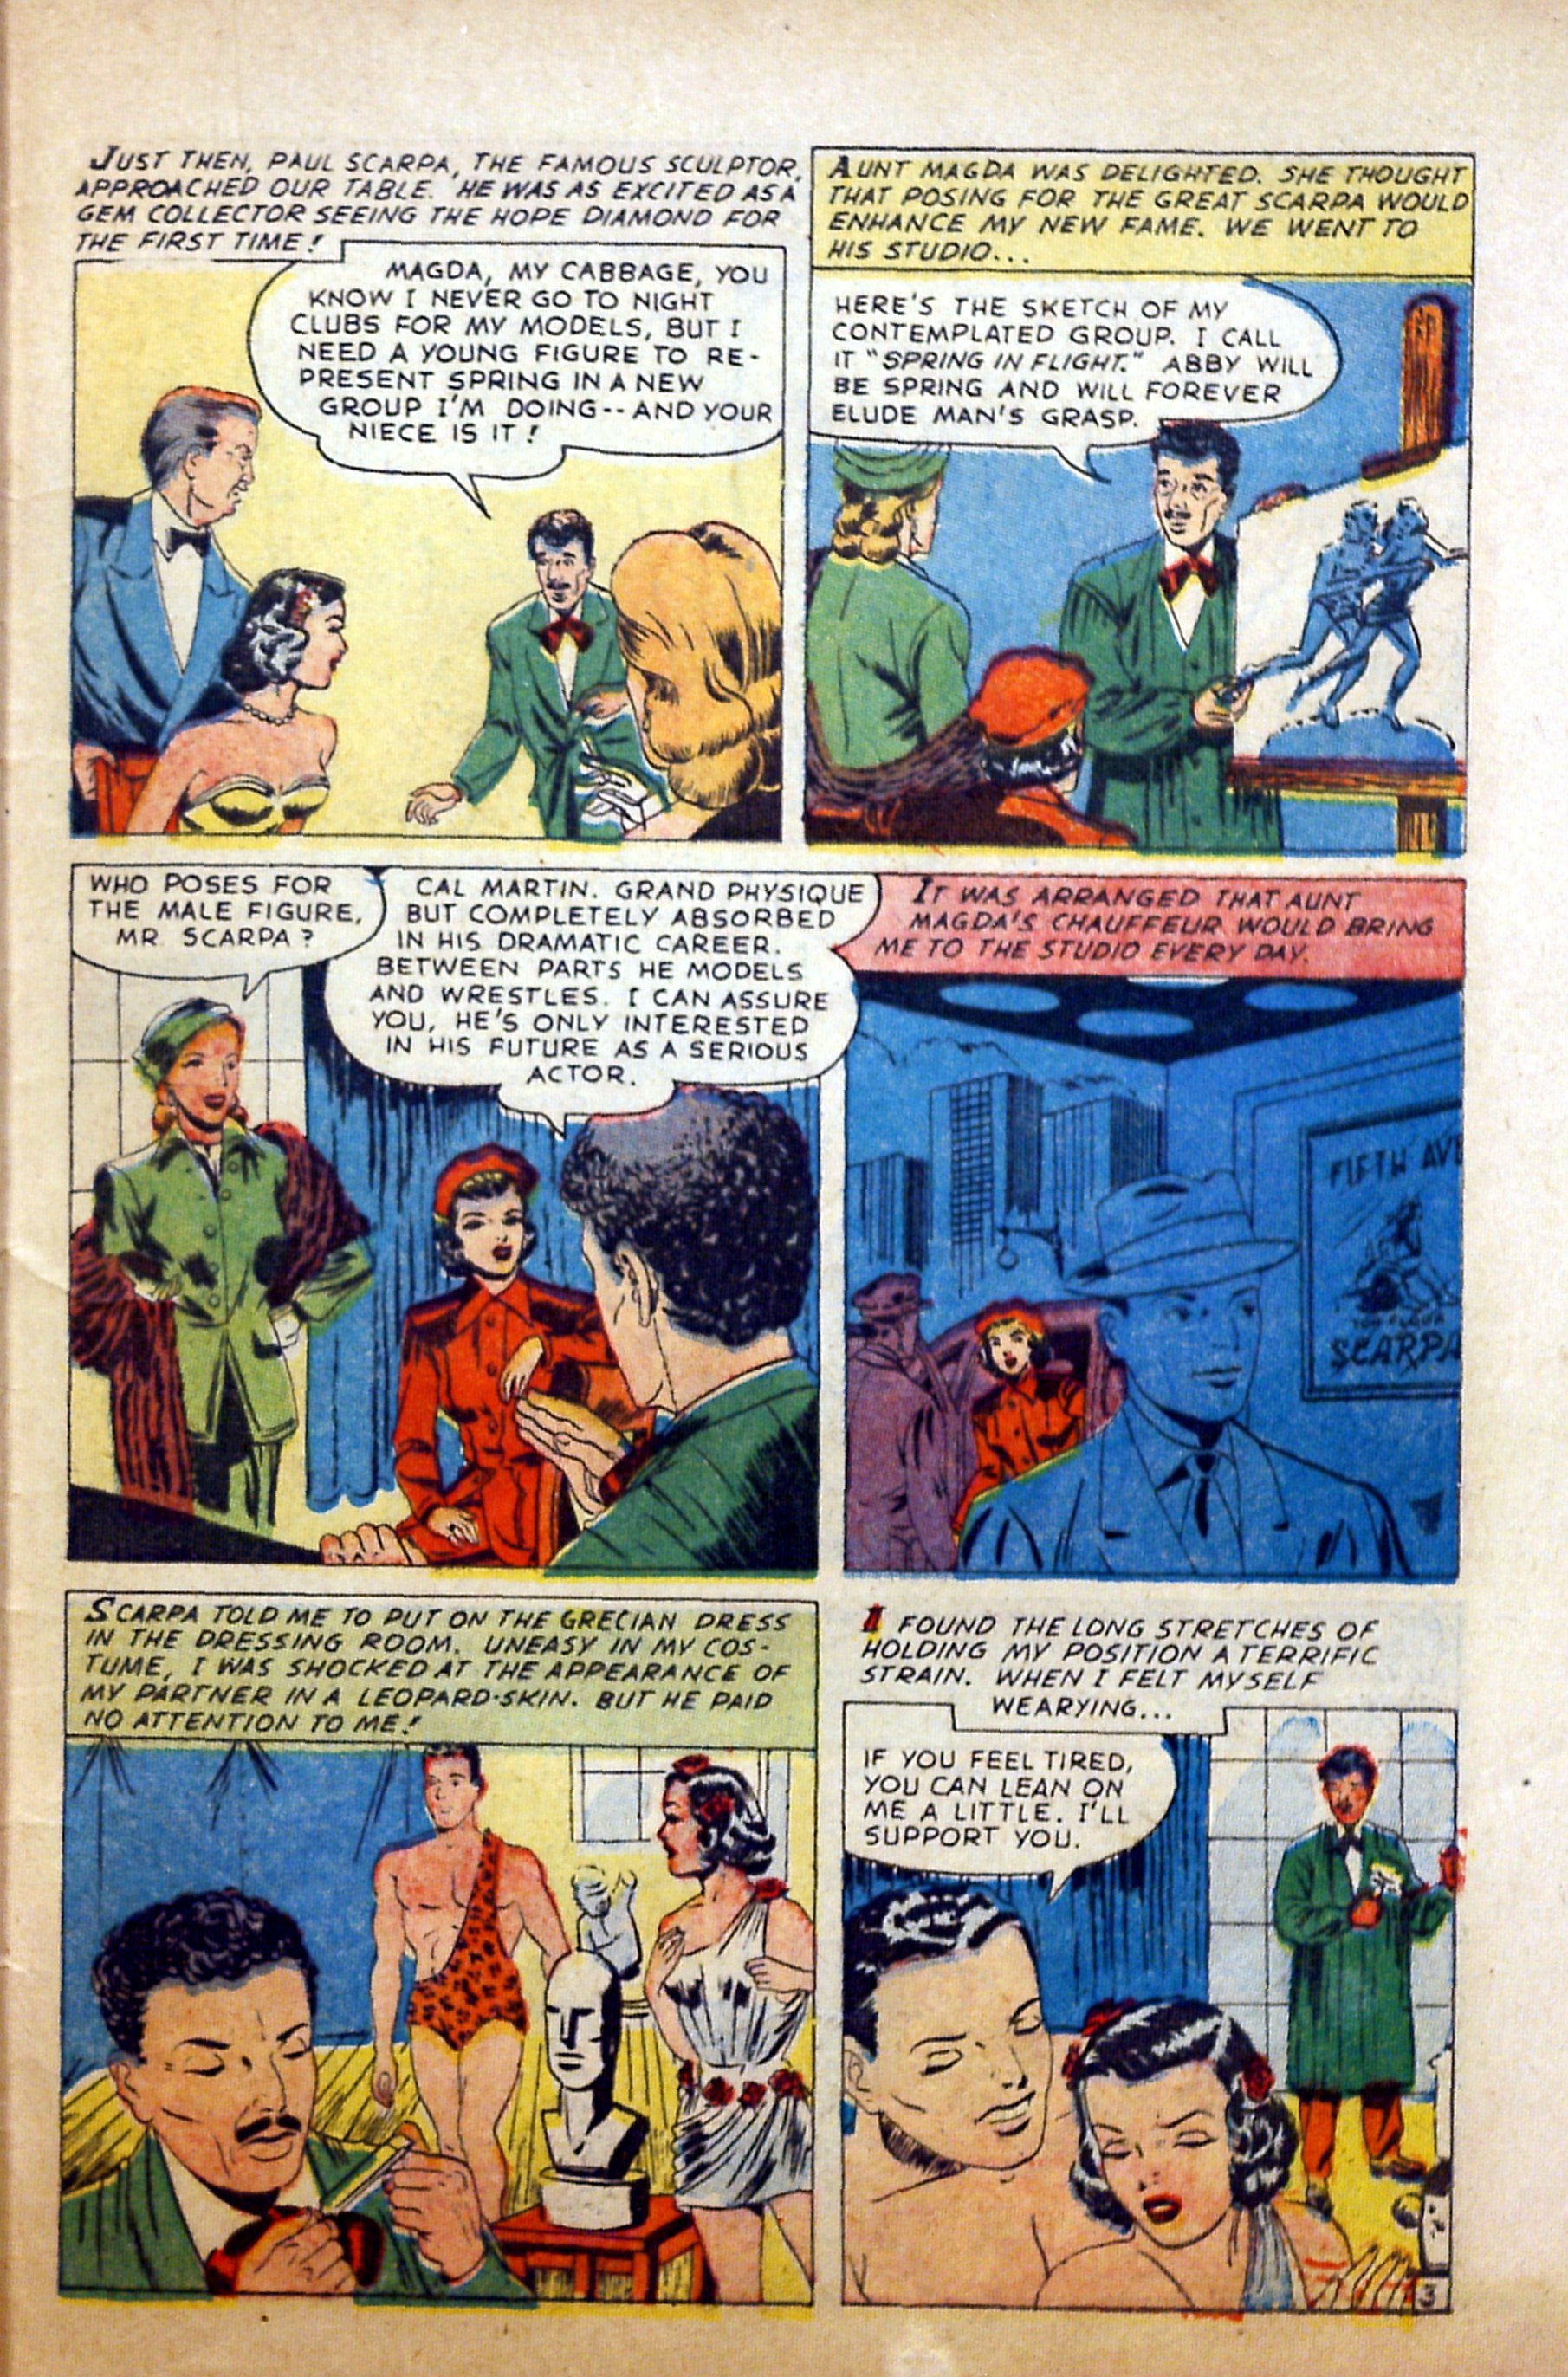 JUST THEN, PAUL SCARPA, THE FAMOUS SCULPTOR,
APPROACHED OUR TABLE. HE WAS AS EXCITED AS A
GEM COLLECTOR SEEING THE HOPE DIAMOND FOR
THE FIRST TIME!
MAGDA, MY CABBAGE, YOU
KNOW I NEVER GO TO NIGHT
CLUBS FOR MY MODELS, BUT I
NEED A YOUNG FIGURE TO RE-
PRESENT SPRING IN A NEW
GROUP I'M DOING--AND YOUR
NIECE IS IT!
AUNT MAGDA WAS DELIGHTED. SHE THOUGHT
THAT POSING FOR THE GREAT SCARPA WOULD
ENHANCE MY NEW FAME. WE WENT TO
HIS STUDIO...
HERE'S THE SKETCH OF MY
CONTEMPLATED GROUP. I CALL
IT "SPRING IN FLIGHT." ABBY WILL
BE SPRING AND WILL FOREVER
ELUDE MAN'S GRASP.
WHO POSES FOR
THE MALE FIGURE,
MR. SCARPA?
CAL MARTIN. GRAND PHYSIQUE
BUT COMPLETELY ABSORBED
IN HIS DRAMATIC CAREER.
BETWEEN PARTS HE MODELS
AND WRESTLES. I CAN ASSURE
YOU, HE'S ONLY INTERESTED
IN HIS FUTURE AS A SERIOUS
ACTOR.
IT WAS ARRANGED THAT AUNT
MAGDA'S CHAUFFEUR WOULD BRING
ME TO THE STUDIO EVERY DAY.
FIFTH AVE
SCARPA
SCARPA TOLD ME TO PUT ON THE GRECIAN DRESS
IN THE DRESSING ROOM. UNEASY IN MY COS-
TUME, I WAS SHOCKED AT THE APPEARANCE OF
MY PARTNER IN A LEOPARD-SKIN. BUT HE PAID
NO ATTENTION TO ME!
I FOUND THE LONG STRETCHES OF
HOLDING MY POSITION A TERRIFIC
STRAIN. WHEN I FELT MYSELF
WEARYING...
IF YOU FEEL TIRED,
YOU CAN LEAN ON
ME A LITTLE. I'LL
SUPPORT YOU.
3